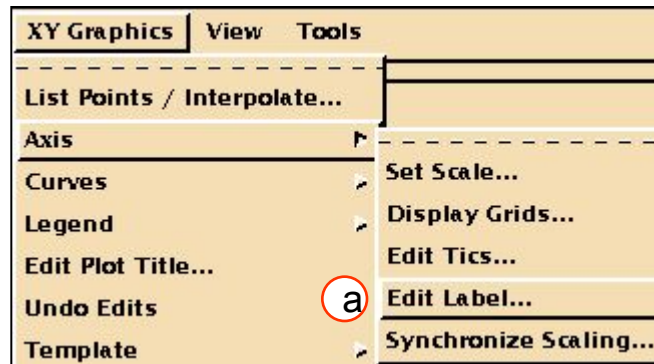 XY Graphics View Tools
List Points / Interpolate...
Axis
Curves
Legend
Edit Plot Title...
Undo Edits
Template
Set Scale...
Display Grids...
Edit Tics...
a Edit Label...
Synchronize Scaling...